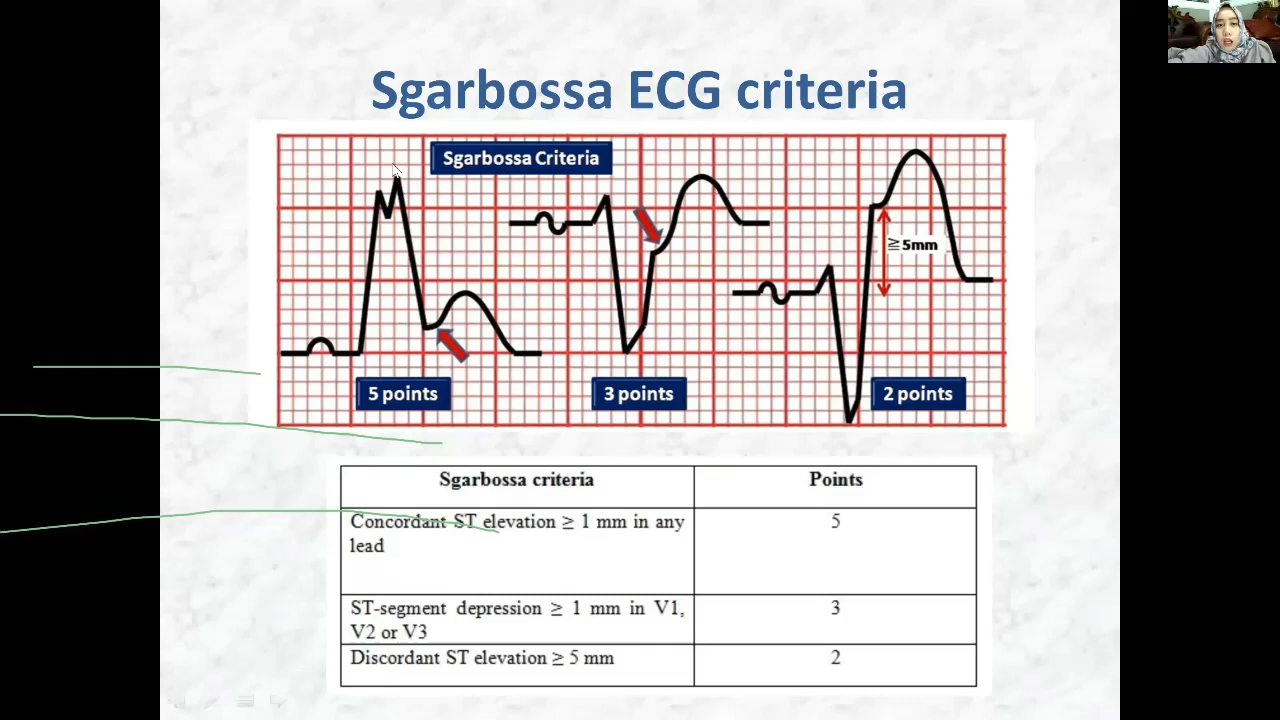 Sgarbossa ECG criteria
Sgarbossa Criteria
≧5mm
5 points
3 points
2 points
Sgarbossa criteria
Points
Concordant ST elevation ≥ 1 mm in any
lead
5
ST-segment depression ≥ 1 mm in V1,
V2 or V3
3
Discordant ST elevation ≥ 5 mm
2